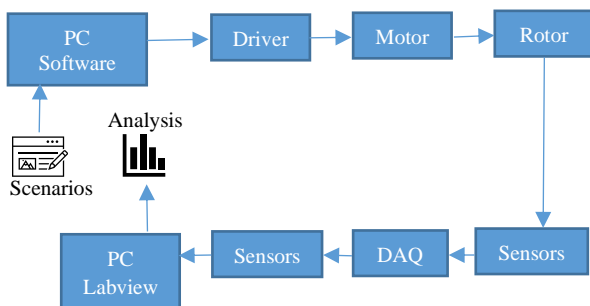 PC
Software
Driver
Motor
Rotor
Analysis
Scenarios
PC
Labview
Sensors
DAQ
Sensors